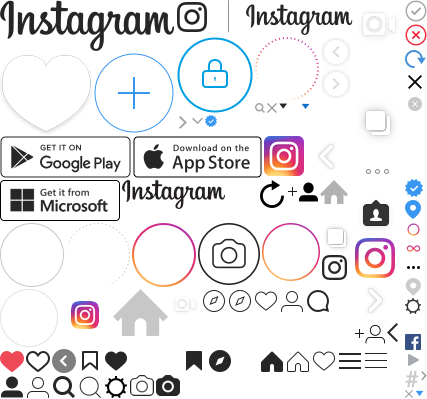 Instagram
Instagram
GET IT ON
Google Play
Download on the
App Store
Get it from
Microsoft
Instagram
#